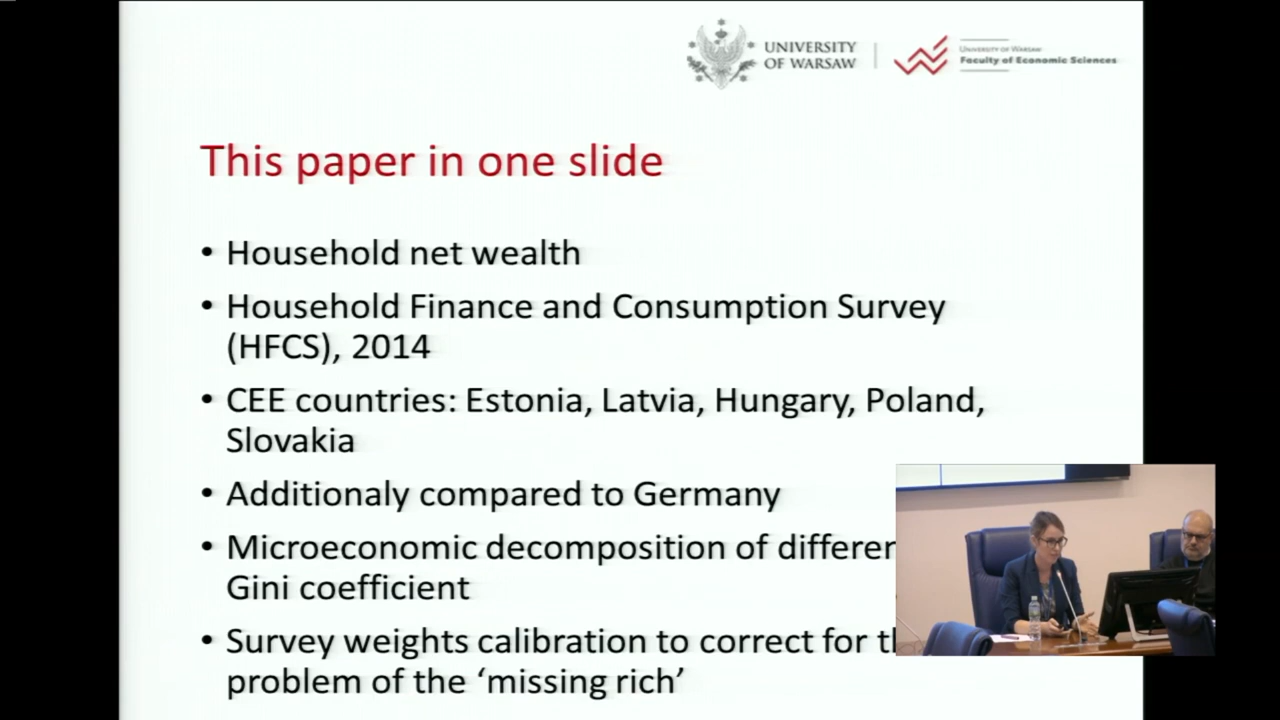 UNIVERSITY
OF WARSAW
UNIVERSITY OF WARSAW
Faculty of Economic Sciences
This paper in one slide
• Household net wealth
• Household Finance and Consumption Survey
(HFCS), 2014
• CEE countries: Estonia, Latvia, Hungary, Poland,
Slovakia
• Additionaly compared to Germany
• Microeconomic decomposition of differen
Gini coefficient
• Survey weights calibration to correct for th
problem of the ‘missing rich’